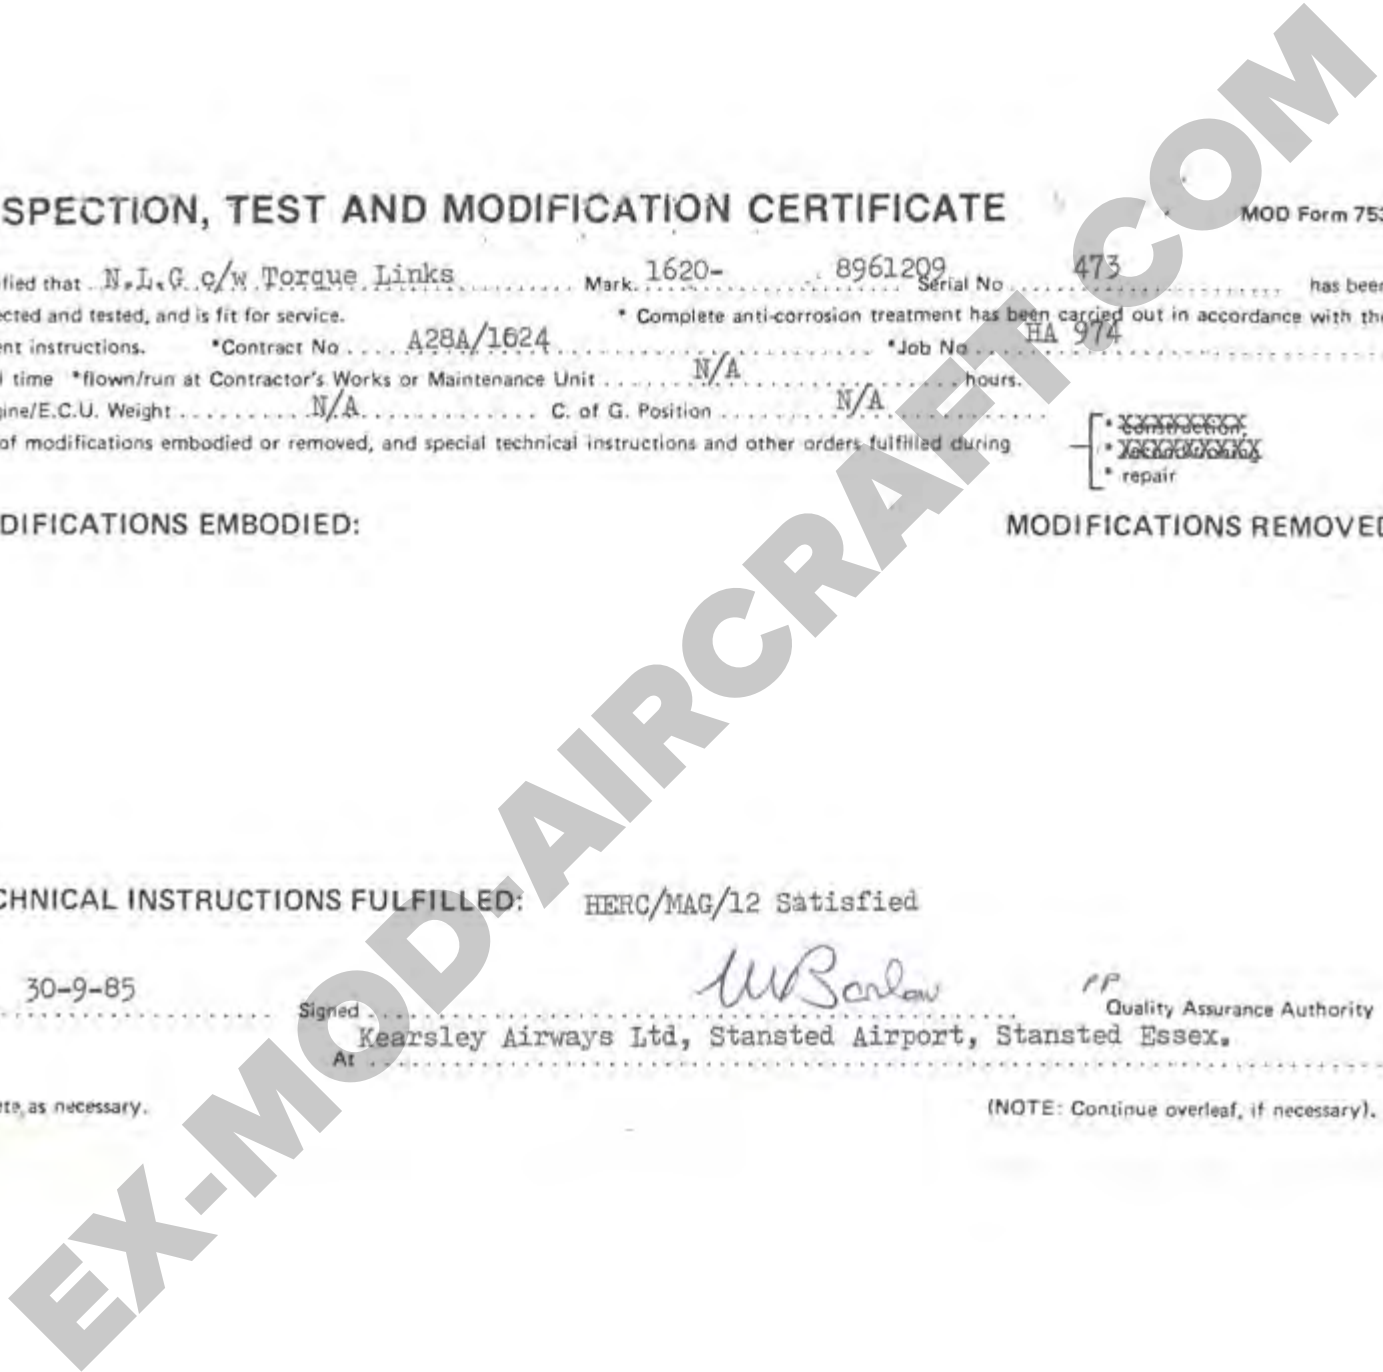 SPECTION, TEST AND MODIFICATION CERTIFICATE
MOD Form 753
ified that N.L.G c/w Torque Links Mark. 1620- 8961209 Serial No 473 has been
ected and tested, and is fit for service. * Complete anti-corrosion treatment has been carried out in accordance with the
ent instructions. *Contract No A28A/1624 *Job No HA 974
l time *flown/run at Contractor's Works or Maintenance Unit N/A hours.
gine/E.C.U. Weight N/A C. of G. Position N/A
of modifications embodied or removed, and special technical instructions and other orders fulfilled during
* construction,
* repair
DIFICATIONS EMBODIED:
MODIFICATIONS REMOVED
CHNICAL INSTRUCTIONS FULFILLED: HERC/MAG/12 Satisfied
30-9-85
Signed WBarlow PP Quality Assurance Authority
At Kearsley Airways Ltd, Stansted Airport, Stansted Essex.
ete as necessary.
(NOTE: Continue overleaf, if necessary).
EX-MOD-AIRCRAFT.COM